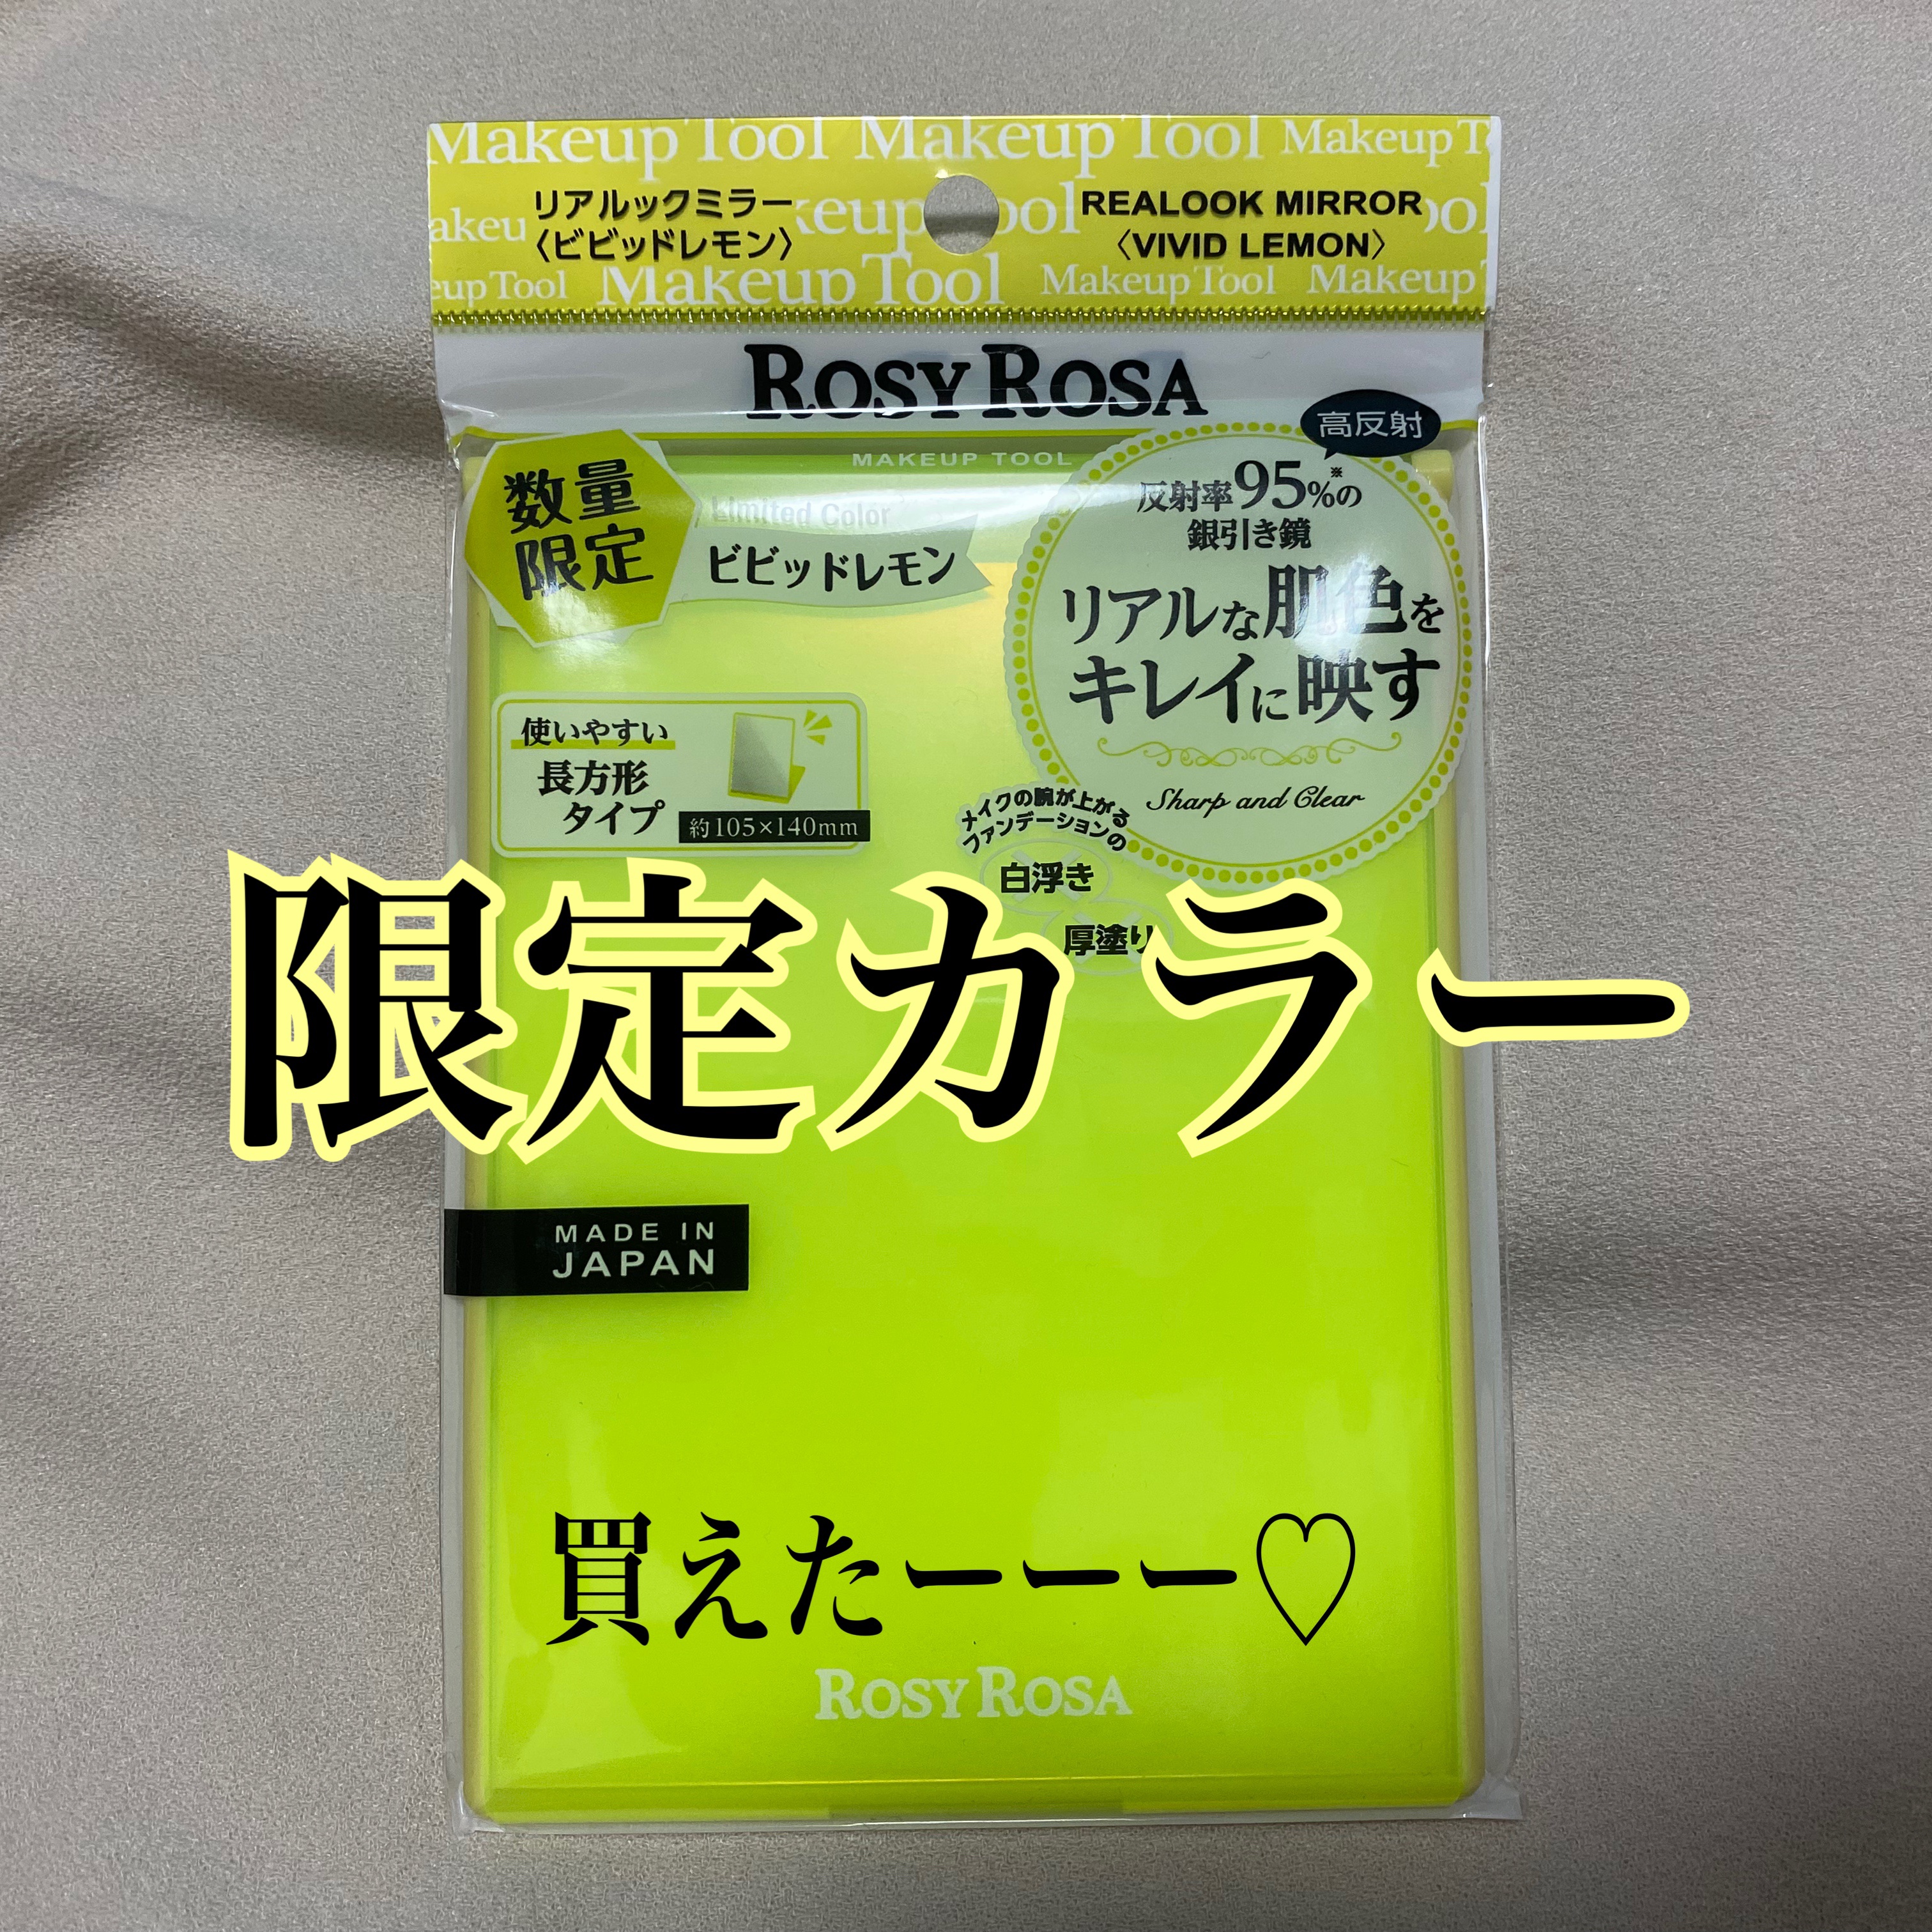 Makeup Tool Makeup Tool Makeup T
リアルックミラー
〈ビビッドレモン〉
REALOOK MIRROR
〈VIVID LEMON〉
akeu
keup
ool
ol
eup Tool Makeup Tool Makeup Tool Makeup T
ROSY ROSA
MAKEUP TOOL
高反射
数量
限定
Limited Color
ビビッドレモン
反射率95%※の
銀引き鏡
リアルな肌色を
キレイに映す
Sharp and Clear
使いやすい
長方形
タイプ
約105×140mm
メイクの腕が上がる
ファンデーションの
白浮き
厚塗り
限定カラー
MADE IN
JAPAN
買えたーーー♡
ROSY ROSA